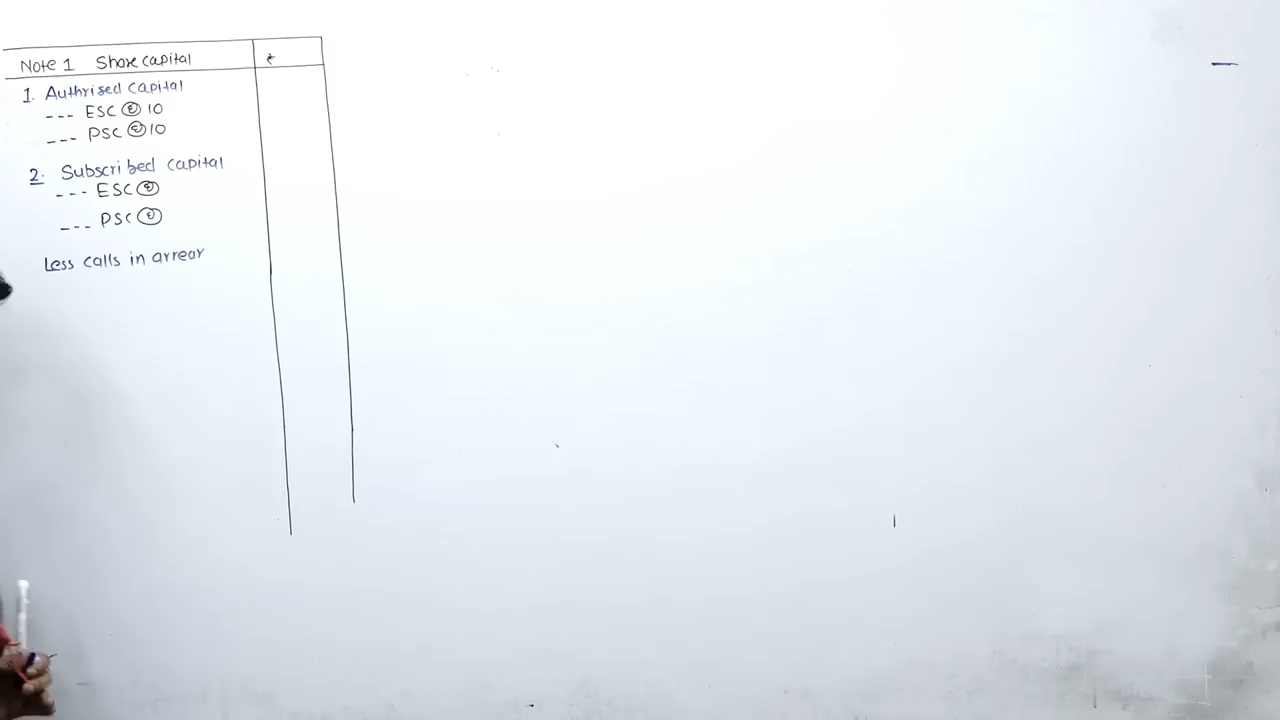 Note 1 Share capital ₹
1. Authrised capital
--- ESC @ 10
--- PSC @ 10
2. Subscribed capital
--- ESC @
--- PSC @
Less calls in arrear